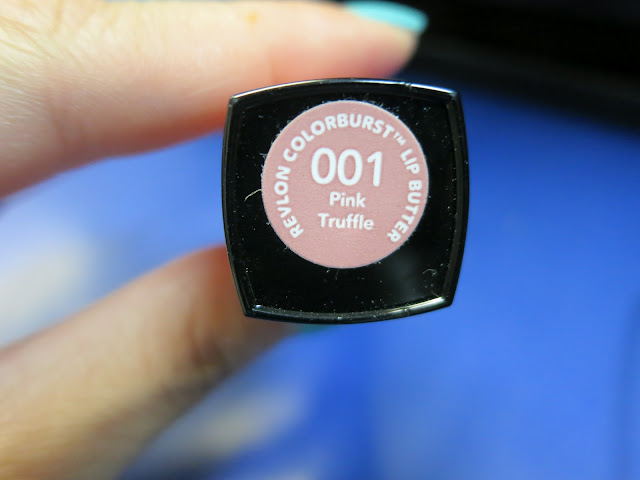 REVLON COLORBURST™ LIP BUTTER
001
Pink
Truffle